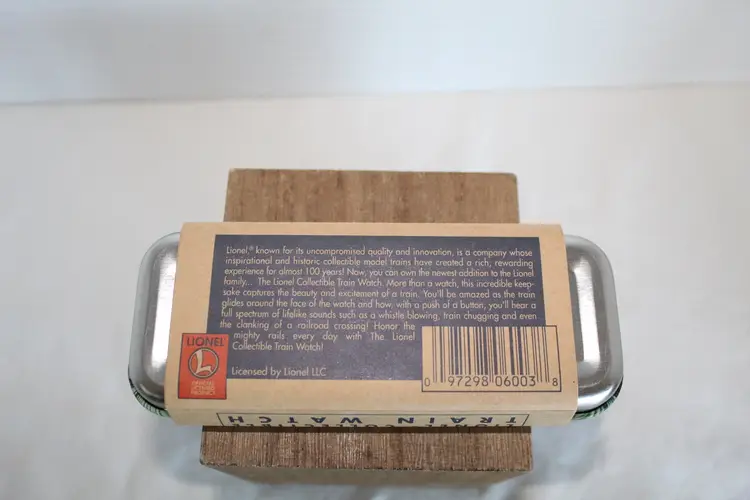 Lionel,® known for its uncompromised quality and innovation, is a company whose
inspirational and historic collectible model trains have created a rich, rewarding
experience for almost 100 years! Now, you can own the newest addition to the Lionel
family... The Lionel Collectible Train Watch. More than a watch, this incredible keep-
sake captures the beauty and excitement of a train. You'll be amazed as the train
glides around the face of the watch and how, with a push of a button, you'll hear a
full spectrum of lifelike sounds such as a whistle blowing, train chugging and even
the clanking of a railroad crossing! Honor the
mighty rails every day with The Lionel
Collectible Train Watch!
Licensed by Lionel LLC
LIONEL
L
OFFICIAL
LICENSED
PRODUCT
0 97298 06003 8
TRAIN WATCH